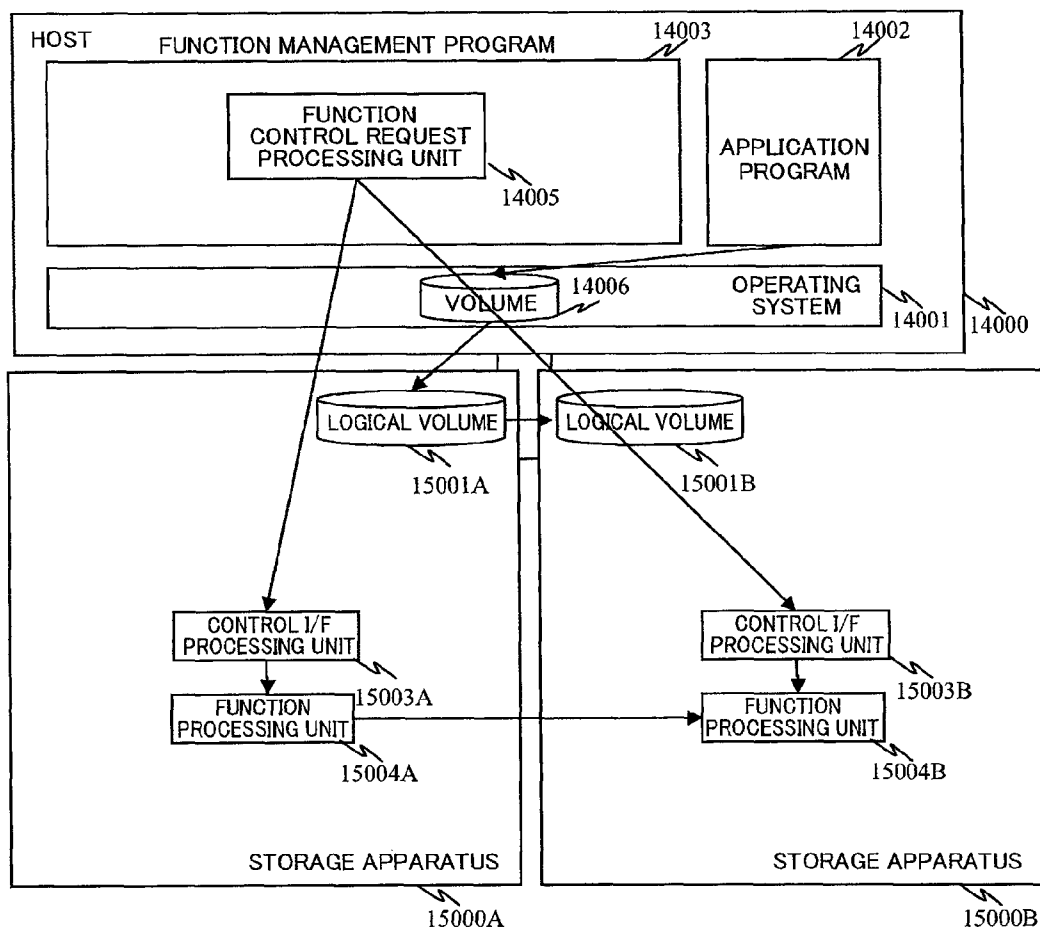 HOST
FUNCTION MANAGEMENT PROGRAM
14003
14002
FUNCTION
CONTROL REQUEST
PROCESSING UNIT
14005
APPLICATION
PROGRAM
VOLUME
14006
OPERATING
SYSTEM
14001
14000
LOGICAL VOLUME
15001A
LOGICAL VOLUME
15001B
CONTROL I/F
PROCESSING UNIT
15003A
FUNCTION
PROCESSING UNIT
15004A
CONTROL I/F
PROCESSING UNIT
15003B
FUNCTION
PROCESSING UNIT
15004B
STORAGE APPARATUS
15000A
STORAGE APPARATUS
15000B